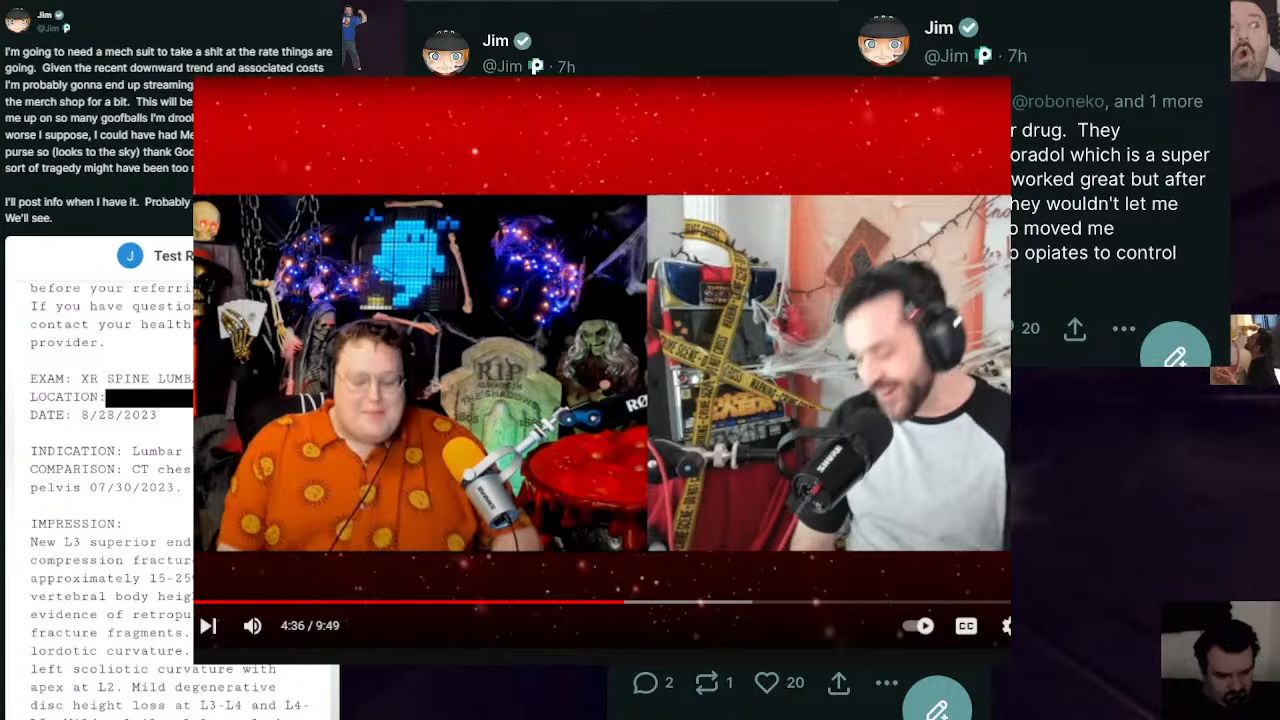 Jim
@Jim
I'm going to need a mech suit to take a shit at the rate things are
going. Given the recent downward trend and associated costs
I'm probably gonna end up streaming
the merch shop for a bit. This will be
me up on so many goofballs I'm drool
worse I suppose, I could have had Me
purse so (looks to the sky) thank God
sort of tragedy might have been too
I'll post info when I have it. Probably
We'll see.
J
Test R
before your referri
If you have questio
contact your health
provider.
EXAM: XR SPINE LUMB
LOCATION:
DATE: 8/28/2023
INDICATION: Lumbar
COMPARISON: CT ches
pelvis 07/30/2023.
IMPRESSION:
New L3 superior end
compression fractur
approximately 15-25
vertebral body heig
evidence of retropu
fracture fragments.
lordotic curvature.
left scoliotic curvature with
apex at L2. Mild degenerative
disc height loss at L3-L4 and L4-
Jim
@Jim · 7h
RIP
IN
THE SHADOWS
RØ
SHURE
4:36 / 9:49
CC
2
1
20
Jim
@Jim · 7h
@roboneko, and 1 more
r drug. They
oradol which is a super
worked great but after
hey wouldn't let me
o moved me
o opiates to control
20